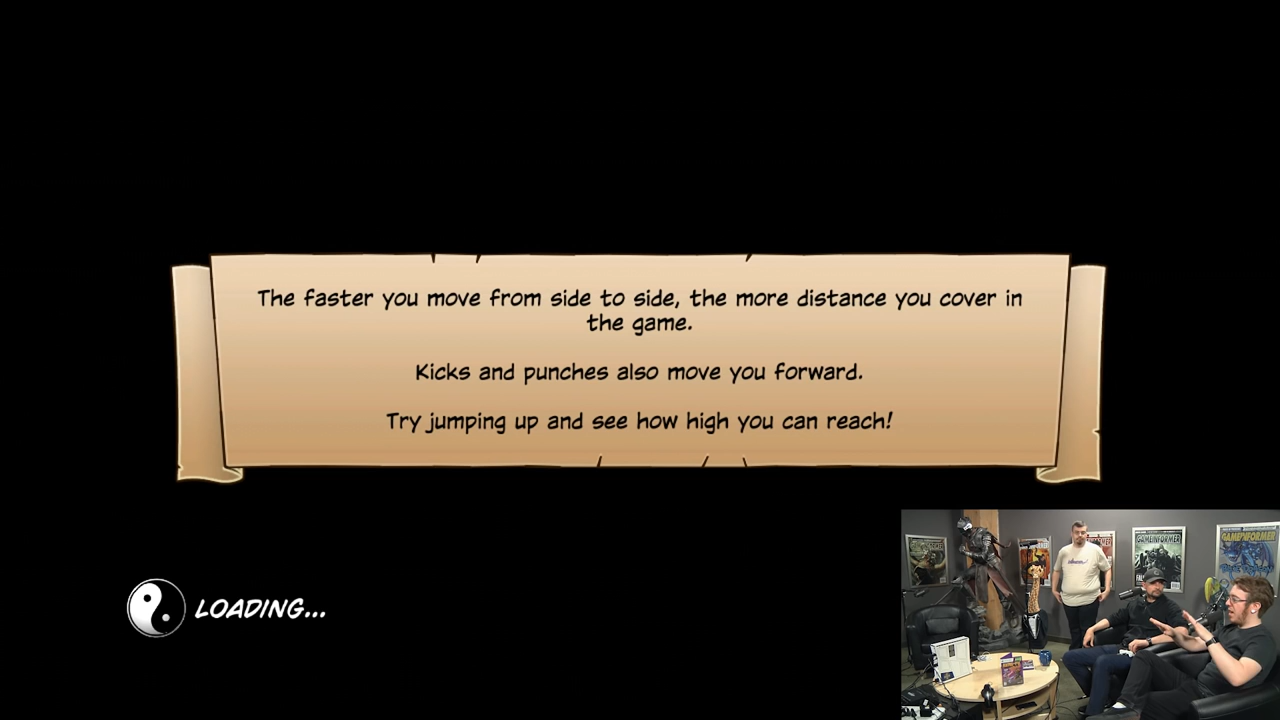 The faster you move from side to side, the more distance you cover in
the game.
Kicks and punches also move you forward.
Try jumping up and see how high you can reach!
LOADING...
GAMEINFORMER
GAMEINFORMER